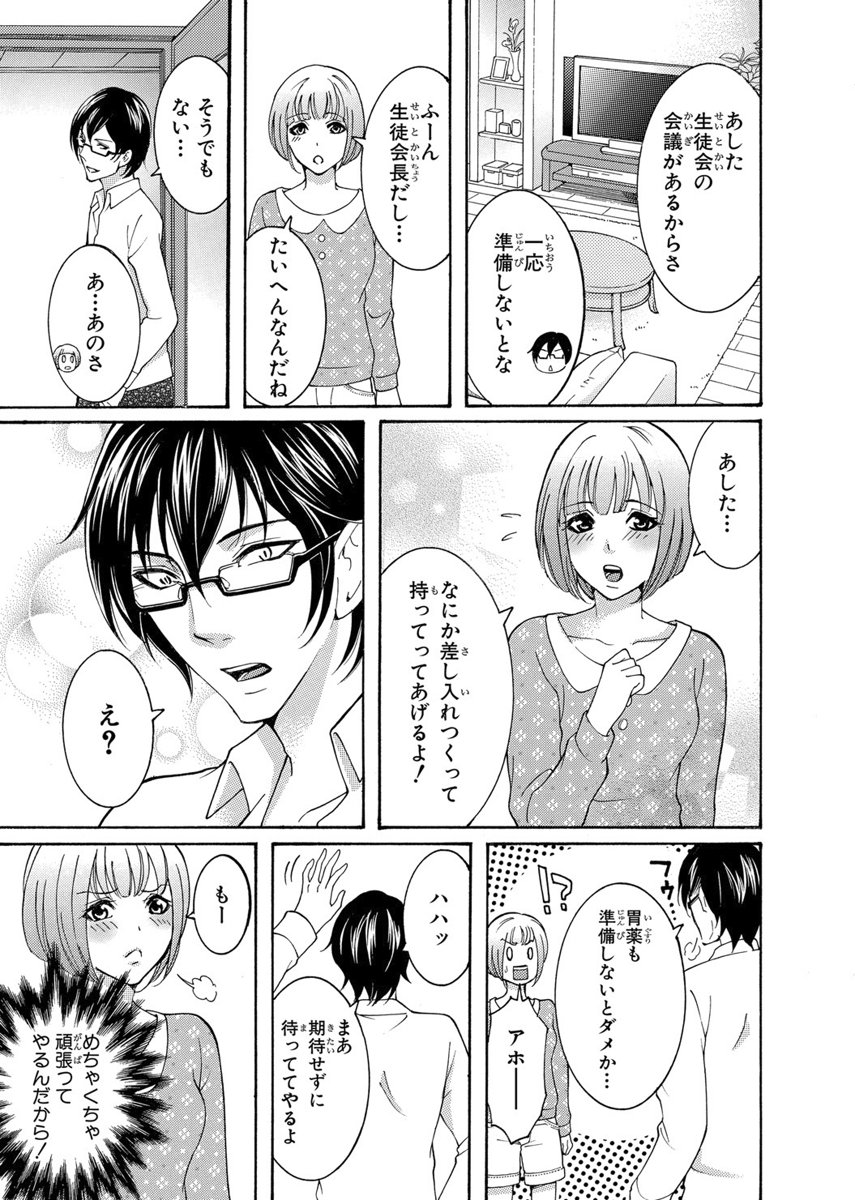 あした
生徒会の
会議があるからさ
一応
準備しないとな
ふーん
生徒会長だし…
たいへんなんだね
そうでも
ない…
あ…あのさ
あした…
なにか差し入れつくって
持ってってあげるよ！
え？
フゥ
胃薬も
準備しないとダメか…
!?
アホー
ハハッ
まあ
期待せずに
待っててやるよ
もー
めちゃくちゃ
頑張って
やるんだから！